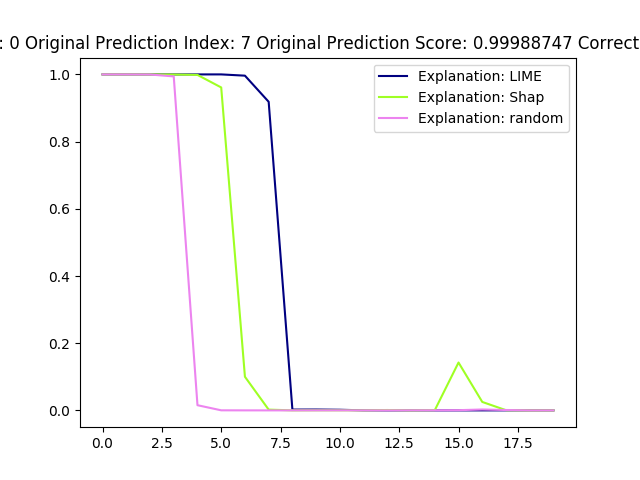 : 0 Original Prediction Index: 7 Original Prediction Score: 0.99988747 Correct
Explanation: LIME
Explanation: Shap
Explanation: random
1.0
0.8
0.6
0.4
0.2
0.0
0.0 2.5 5.0 7.5 10.0 12.5 15.0 17.5